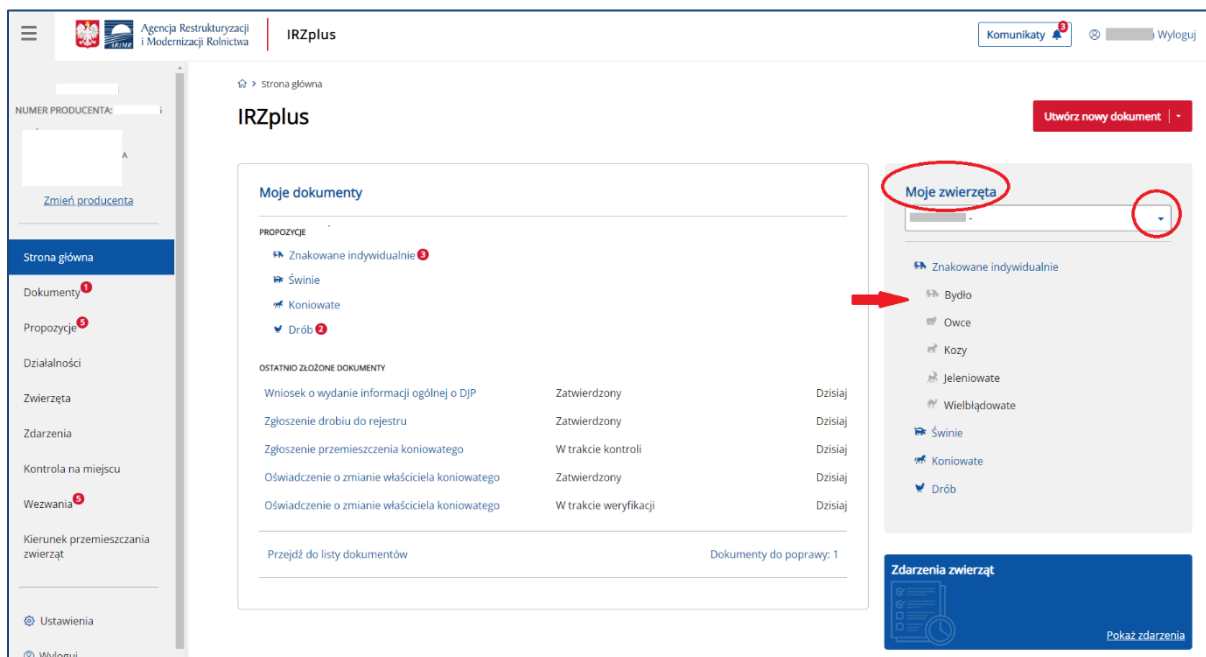 Agencja Restrukturyzacji
i Modernizacji Rolnictwa
ARiMR
IRZplus
Komunikaty 3
Wyloguj
NUMER PRODUCENTA:
A
Zmień producenta
Strona główna
Dokumenty 1
Propozycje 5
Działalności
Zwierzęta
Zdarzenia
Kontrola na miejscu
Wezwania 5
Kierunek przemieszczania
zwierząt
Ustawienia
Wyloguj
> Strona główna
IRZplus
Utwórz nowy dokument
Moje dokumenty
PROPOZYCJE
Znakowane indywidualnie 3
Świnie
Koniowate
Drób 2
OSTATNIO ZŁOŻONE DOKUMENTY
Wniosek o wydanie informacji ogólnej o DJP Zatwierdzony Dzisiaj
Zgłoszenie drobiu do rejestru Zatwierdzony Dzisiaj
Zgłoszenie przemieszczenia koniowatego W trakcie kontroli Dzisiaj
Oświadczenie o zmianie właściciela koniowatego Zatwierdzony Dzisiaj
Oświadczenie o zmianie właściciela koniowatego W trakcie weryfikacji Dzisiaj
Przejdź do listy dokumentów Dokumenty do poprawy: 1
Moje zwierzęta
-
Znakowane indywidualnie
Bydło
Owce
Kozy
Jeleniowate
Wielbłądowate
Świnie
Koniowate
Drób
Zdarzenia zwierząt
Pokaż zdarzenia